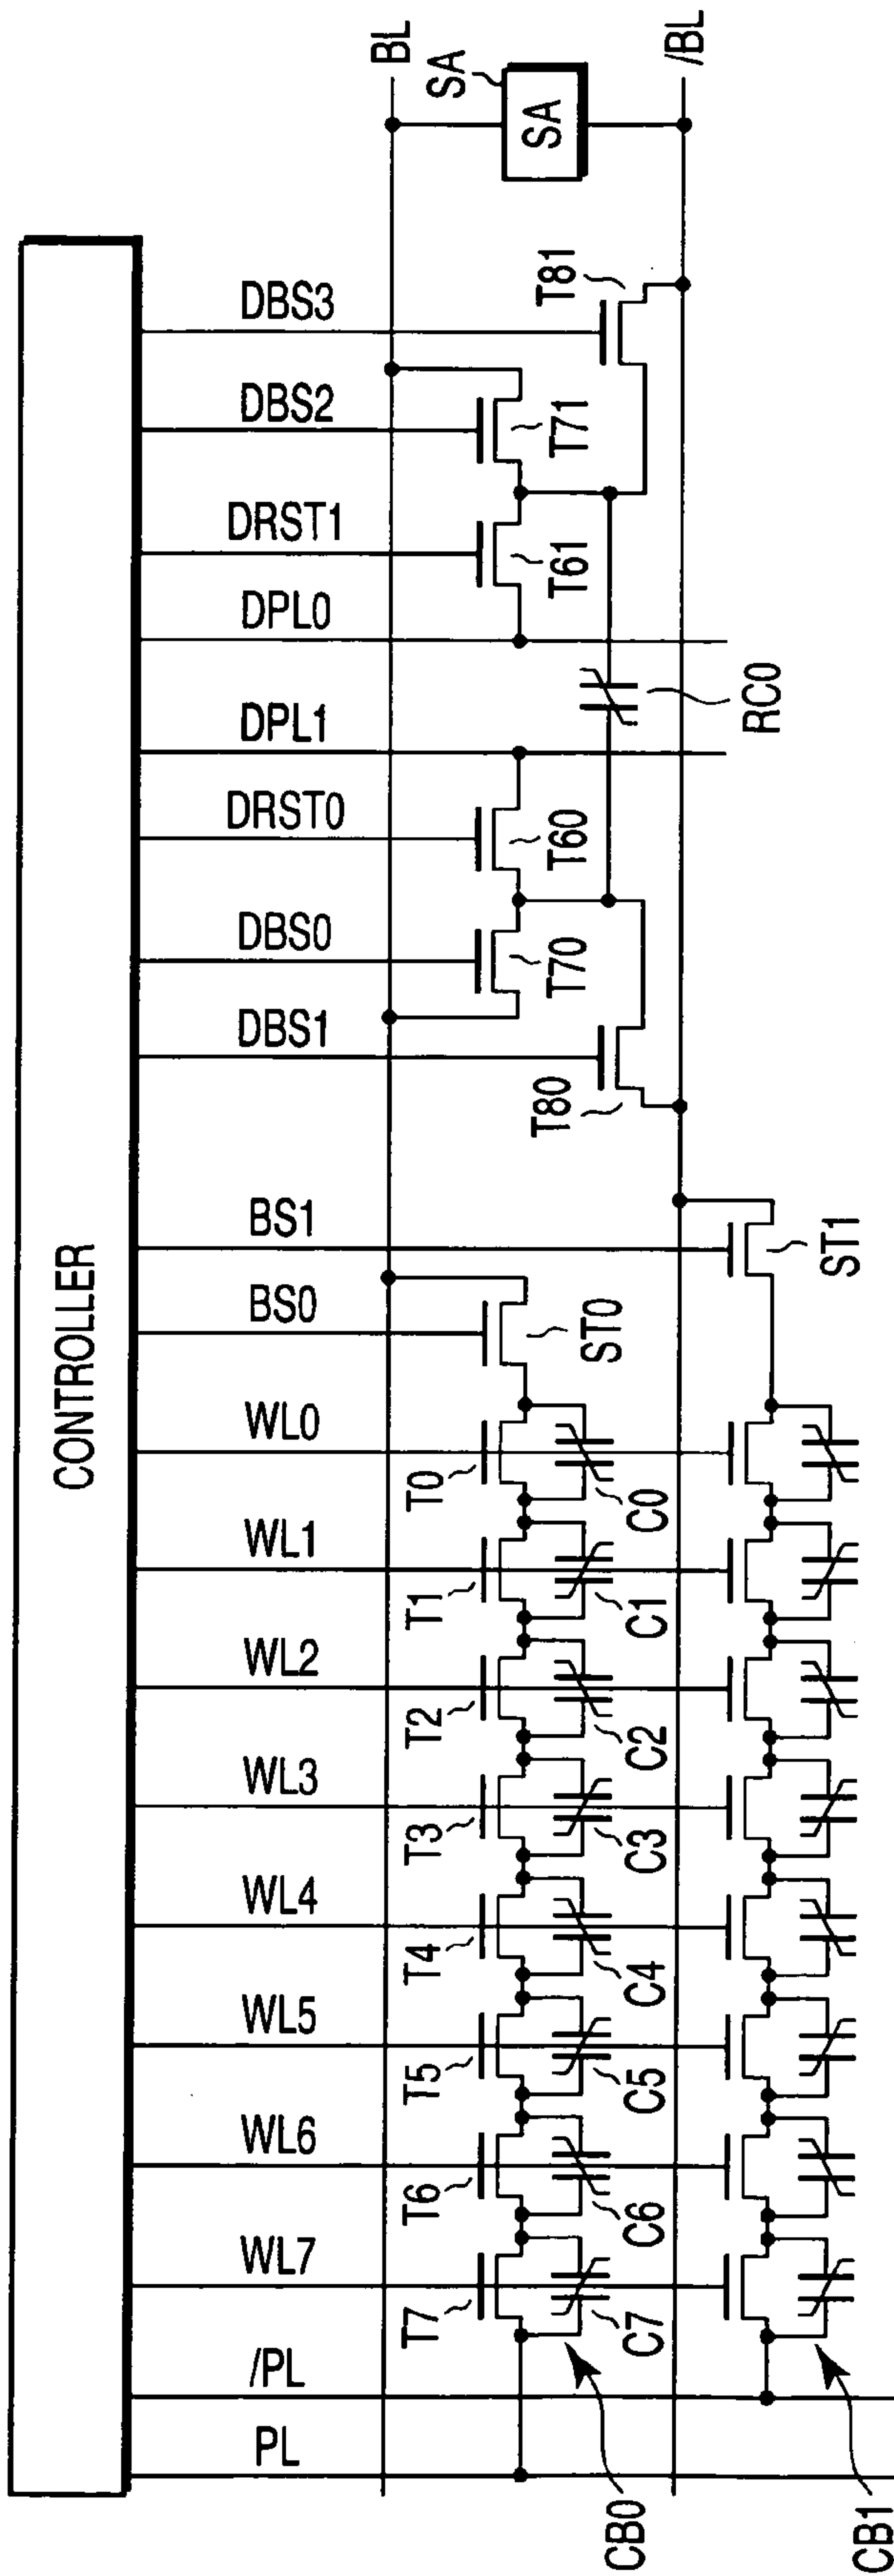 CONTROLLER
PL
/PL
WL7
WL6
WL5
WL4
WL3
WL2
WL1
WL0
BS0
BS1
DBS1
DBS0
DRST0
DPL1
DPL0
DRST1
DBS2
DBS3
BL
SA
SA
/BL
T7
T6
T5
T4
T3
T2
T1
T0
ST0
T70
T60
T61
T71
T81
C7
C6
C5
C4
C3
C2
C1
C0
T80
RC0
CB0
ST1
CB1